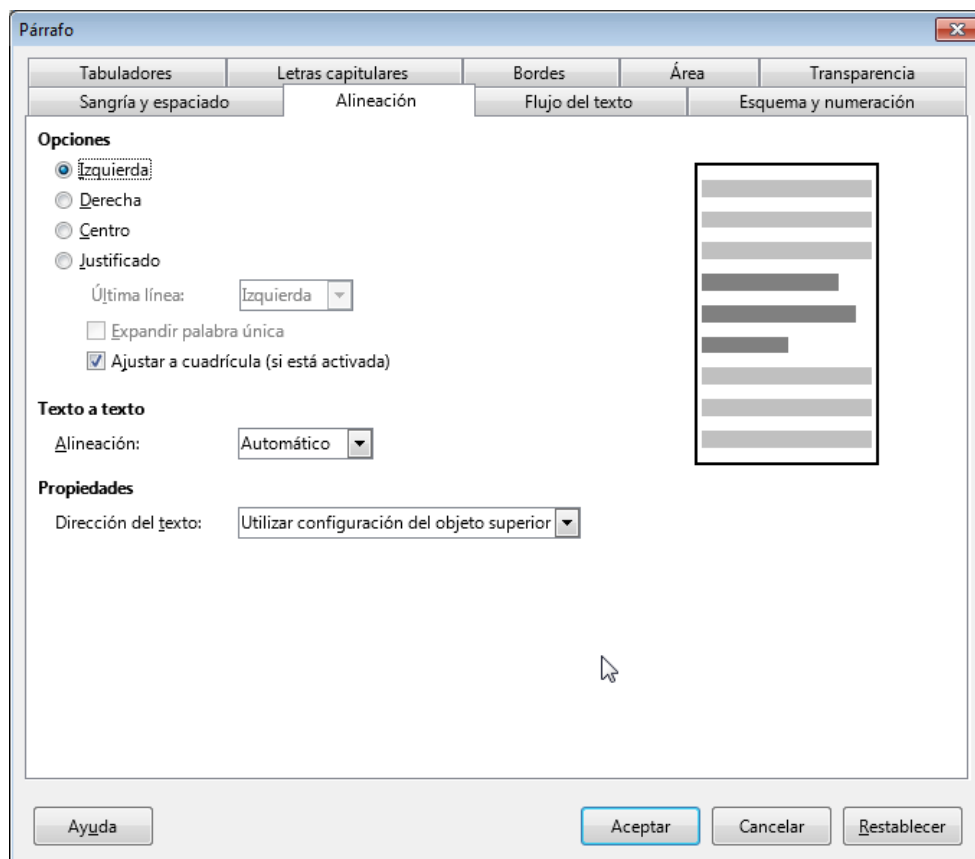 Párrafo
Tabuladores Letras capitulares Bordes Área Transparencia
Sangría y espaciado Alineación Flujo del texto Esquema y numeración
Opciones
Izquierda
Derecha
Centro
Justificado
Última línea: Izquierda
Expandir palabra única
Ajustar a cuadrícula (si está activada)
Texto a texto
Alineación: Automático
Propiedades
Dirección del texto: Utilizar configuración del objeto superior
Ayuda Aceptar Cancelar Restablecer